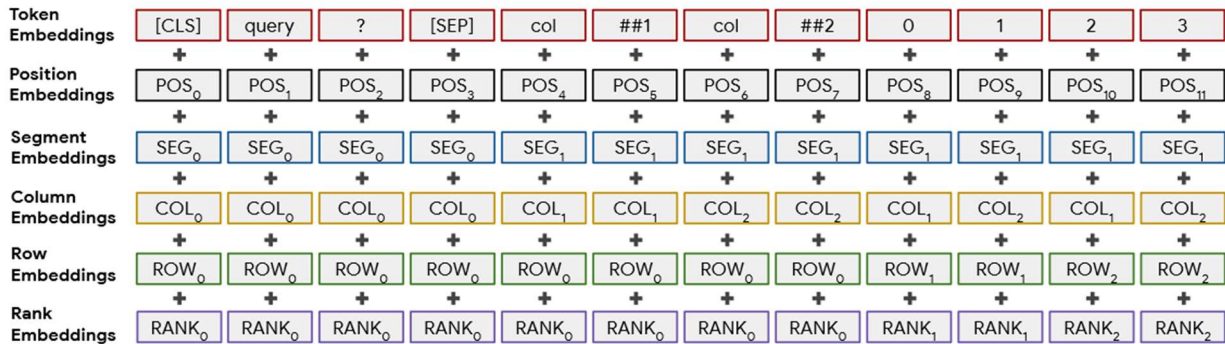 Token Embeddings [CLS] query ? [SEP] col ##1 col ##2 0 1 2 3
+ + + + + + + + + + + +
Position Embeddings POS₀ POS₁ POS₂ POS₃ POS₄ POS₅ POS₆ POS₇ POS₈ POS₉ POS₁₀ POS₁₁
+ + + + + + + + + + + +
Segment Embeddings SEG₀ SEG₀ SEG₀ SEG₀ SEG₁ SEG₁ SEG₁ SEG₁ SEG₁ SEG₁ SEG₁ SEG₁
+ + + + + + + + + + + +
Column Embeddings COL₀ COL₀ COL₀ COL₀ COL₁ COL₁ COL₂ COL₂ COL₁ COL₂ COL₁ COL₂
+ + + + + + + + + + + +
Row Embeddings ROW₀ ROW₀ ROW₀ ROW₀ ROW₀ ROW₀ ROW₀ ROW₀ ROW₁ ROW₁ ROW₂ ROW₂
+ + + + + + + + + + + +
Rank Embeddings RANK₀ RANK₀ RANK₀ RANK₀ RANK₀ RANK₀ RANK₀ RANK₀ RANK₁ RANK₁ RANK₂ RANK₂